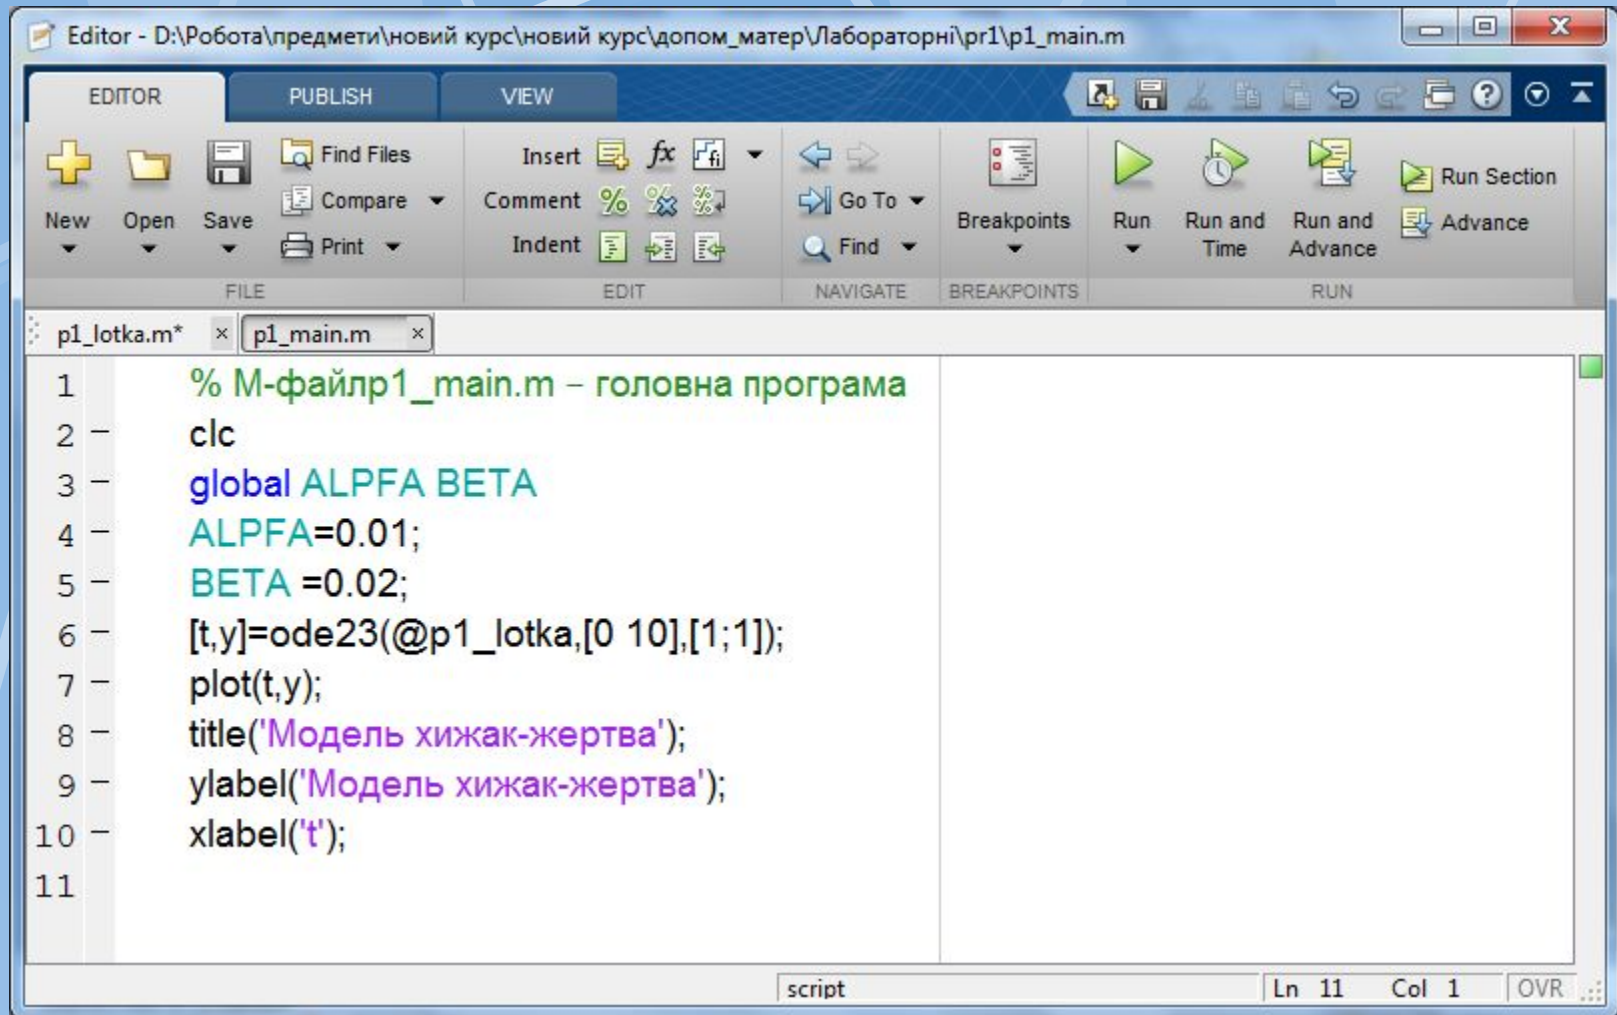 Editor - D:\Робота\предмети\новий курс\новий курс\допом_матер\Лабораторні\pr1\p1_main.m
EDITOR PUBLISH VIEW
New
Open
Save
Find Files
Compare
Print
FILE
Insert fx fi
Comment
Indent
EDIT
Go To
Find
NAVIGATE
Breakpoints
BREAKPOINTS
Run
Run and
Time
Run and
Advance
Run Section
Advance
RUN
p1_lotka.m* × p1_main.m ×
1 % М-файлp1_main.m – головна програма
2 – clc
3 – global ALPFA BETA
4 – ALPFA=0.01;
5 – BETA =0.02;
6 – [t,y]=ode23(@p1_lotka,[0 10],[1;1]);
7 – plot(t,y);
8 – title('Модель хижак-жертва');
9 – ylabel('Модель хижак-жертва');
10 – xlabel('t');
11
script Ln 11 Col 1 OVR